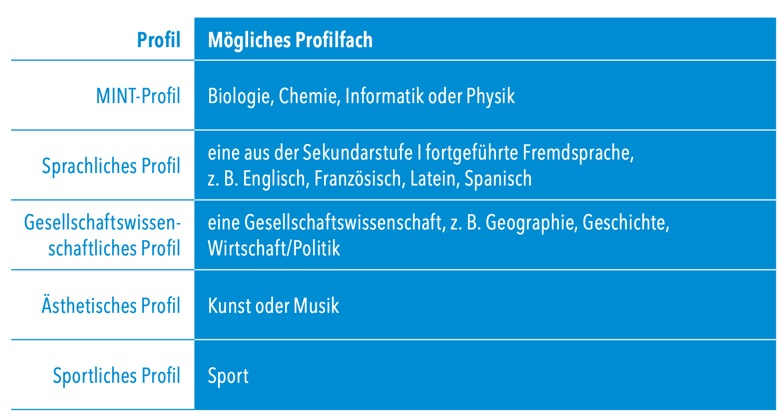 Profil Mögliches Profilfach
MINT-Profil Biologie, Chemie, Informatik oder Physik
Sprachliches Profil eine aus der Sekundarstufe I fortgeführte Fremdsprache,
z. B. Englisch, Französisch, Latein, Spanisch
Gesellschaftswissen- eine Gesellschaftswissenschaft, z. B. Geographie, Geschichte,
schaftliches Profil Wirtschaft/Politik
Ästhetisches Profil Kunst oder Musik
Sportliches Profil Sport